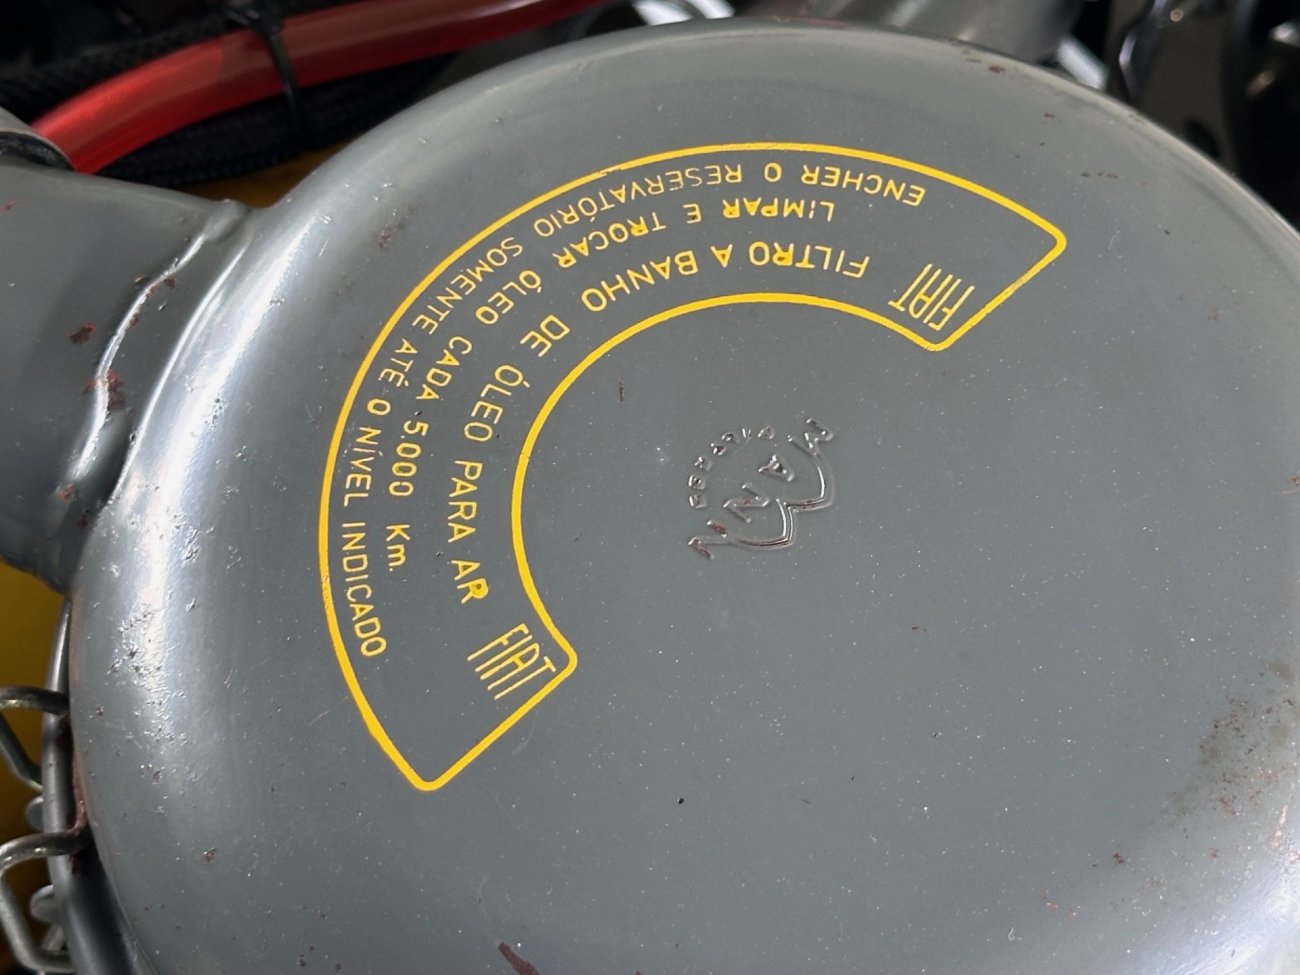 FIAT FILTRO A BANHO DE ÓLEO PARA AR FIAT
LIMPAR E TROCAR ÓLEO CADA 5.000 Km.
ENCHER O RESERVATÓRIO SOMENTE ATÉ O NÍVEL INDICADO
MANN